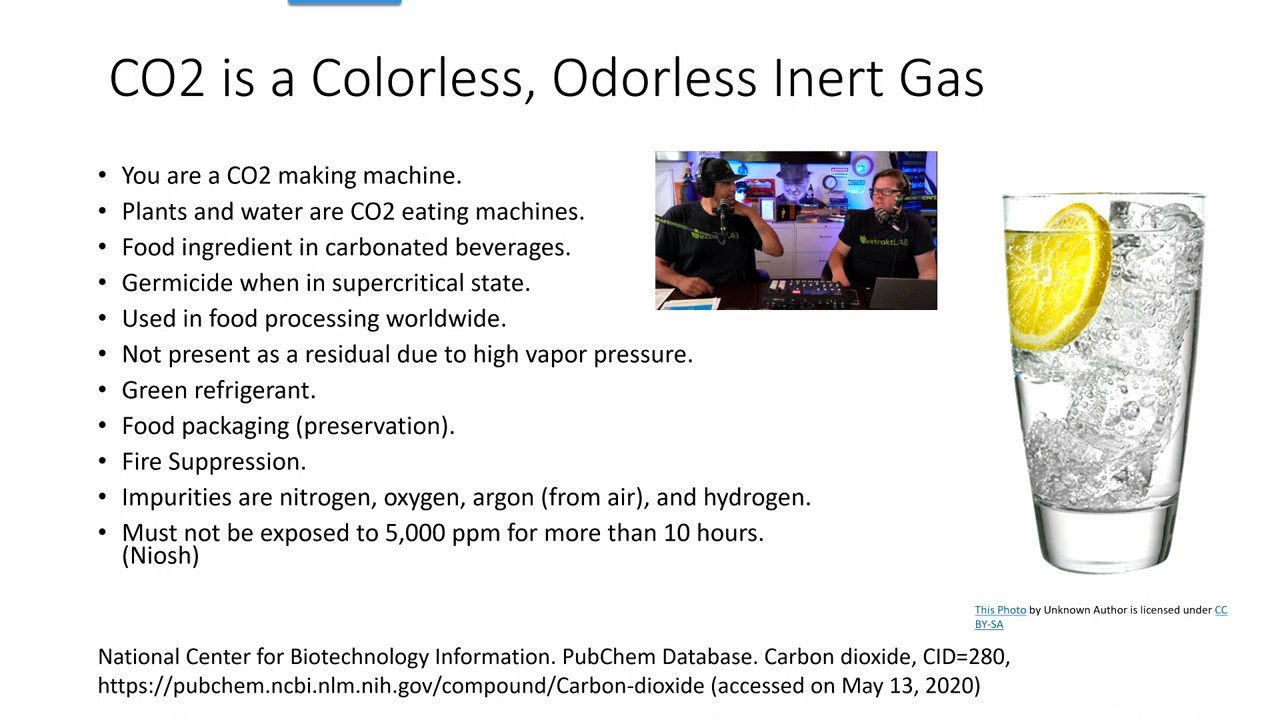 CO2 is a Colorless, Odorless Inert Gas
• You are a CO2 making machine.
• Plants and water are CO2 eating machines.
• Food ingredient in carbonated beverages.
• Germicide when in supercritical state.
• Used in food processing worldwide.
• Not present as a residual due to high vapor pressure.
• Green refrigerant.
• Food packaging (preservation).
• Fire Suppression.
• Impurities are nitrogen, oxygen, argon (from air), and hydrogen.
• Must not be exposed to 5,000 ppm for more than 10 hours.
(Niosh)
extraktLAB
This Photo by Unknown Author is licensed under CC
BY-SA
National Center for Biotechnology Information. PubChem Database. Carbon dioxide, CID=280,
https://pubchem.ncbi.nlm.nih.gov/compound/Carbon-dioxide (accessed on May 13, 2020)